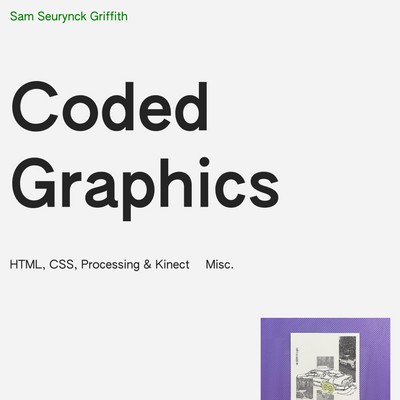 Sam Seurynck Griffith
Coded
Graphics
HTML, CSS, Processing & Kinect Misc.